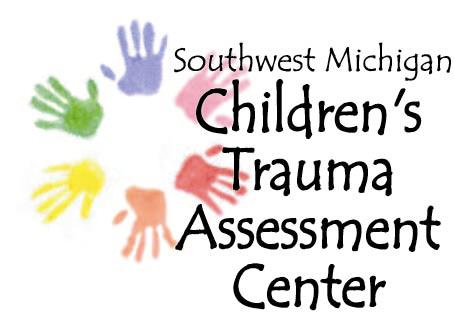 Southwest Michigan
Children's
Trauma
Assessment
Center